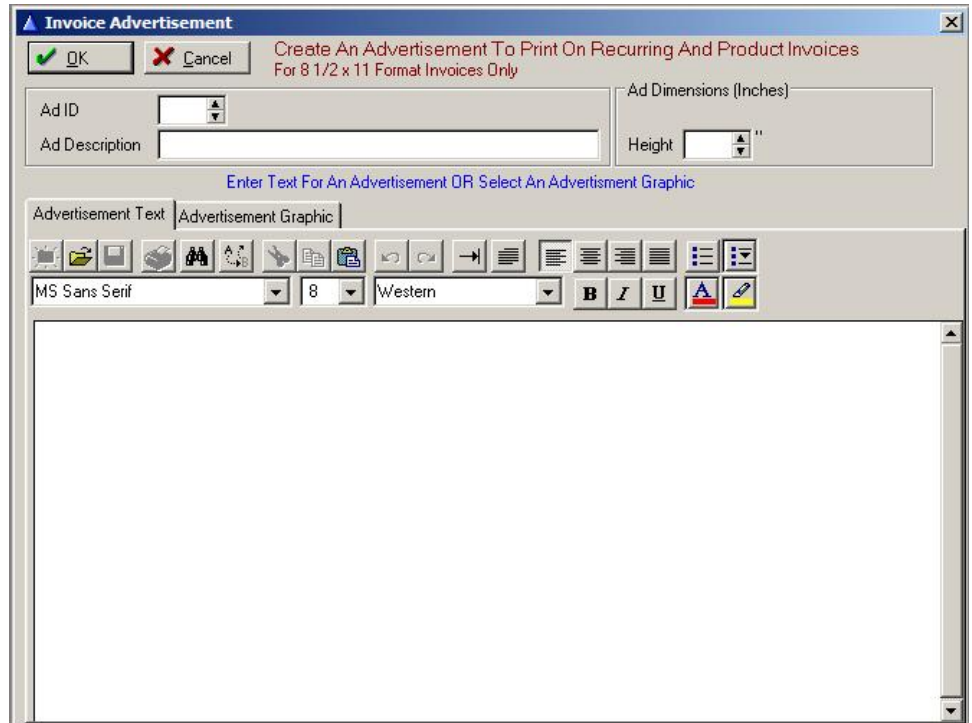 Invoice Advertisement
OK Cancel Create An Advertisement To Print On Recurring And Product Invoices
For 8 1/2 x 11 Format Invoices Only
Ad ID
Ad Dimensions (Inches)
Ad Description
Height "
Enter Text For An Advertisement OR Select An Advertisment Graphic
Advertisement Text Advertisement Graphic
MS Sans Serif 8 Western B I U A